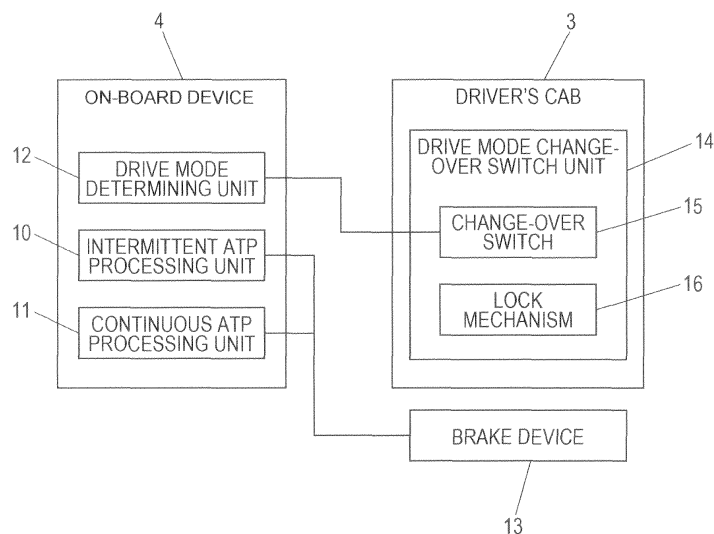 4
3
ON-BOARD DEVICE
DRIVER'S CAB
12
DRIVE MODE
DETERMINING UNIT
DRIVE MODE CHANGE-
OVER SWITCH UNIT
14
10
INTERMITTENT ATP
PROCESSING UNIT
CHANGE-OVER
SWITCH
15
11
CONTINUOUS ATP
PROCESSING UNIT
LOCK
MECHANISM
16
BRAKE DEVICE
13